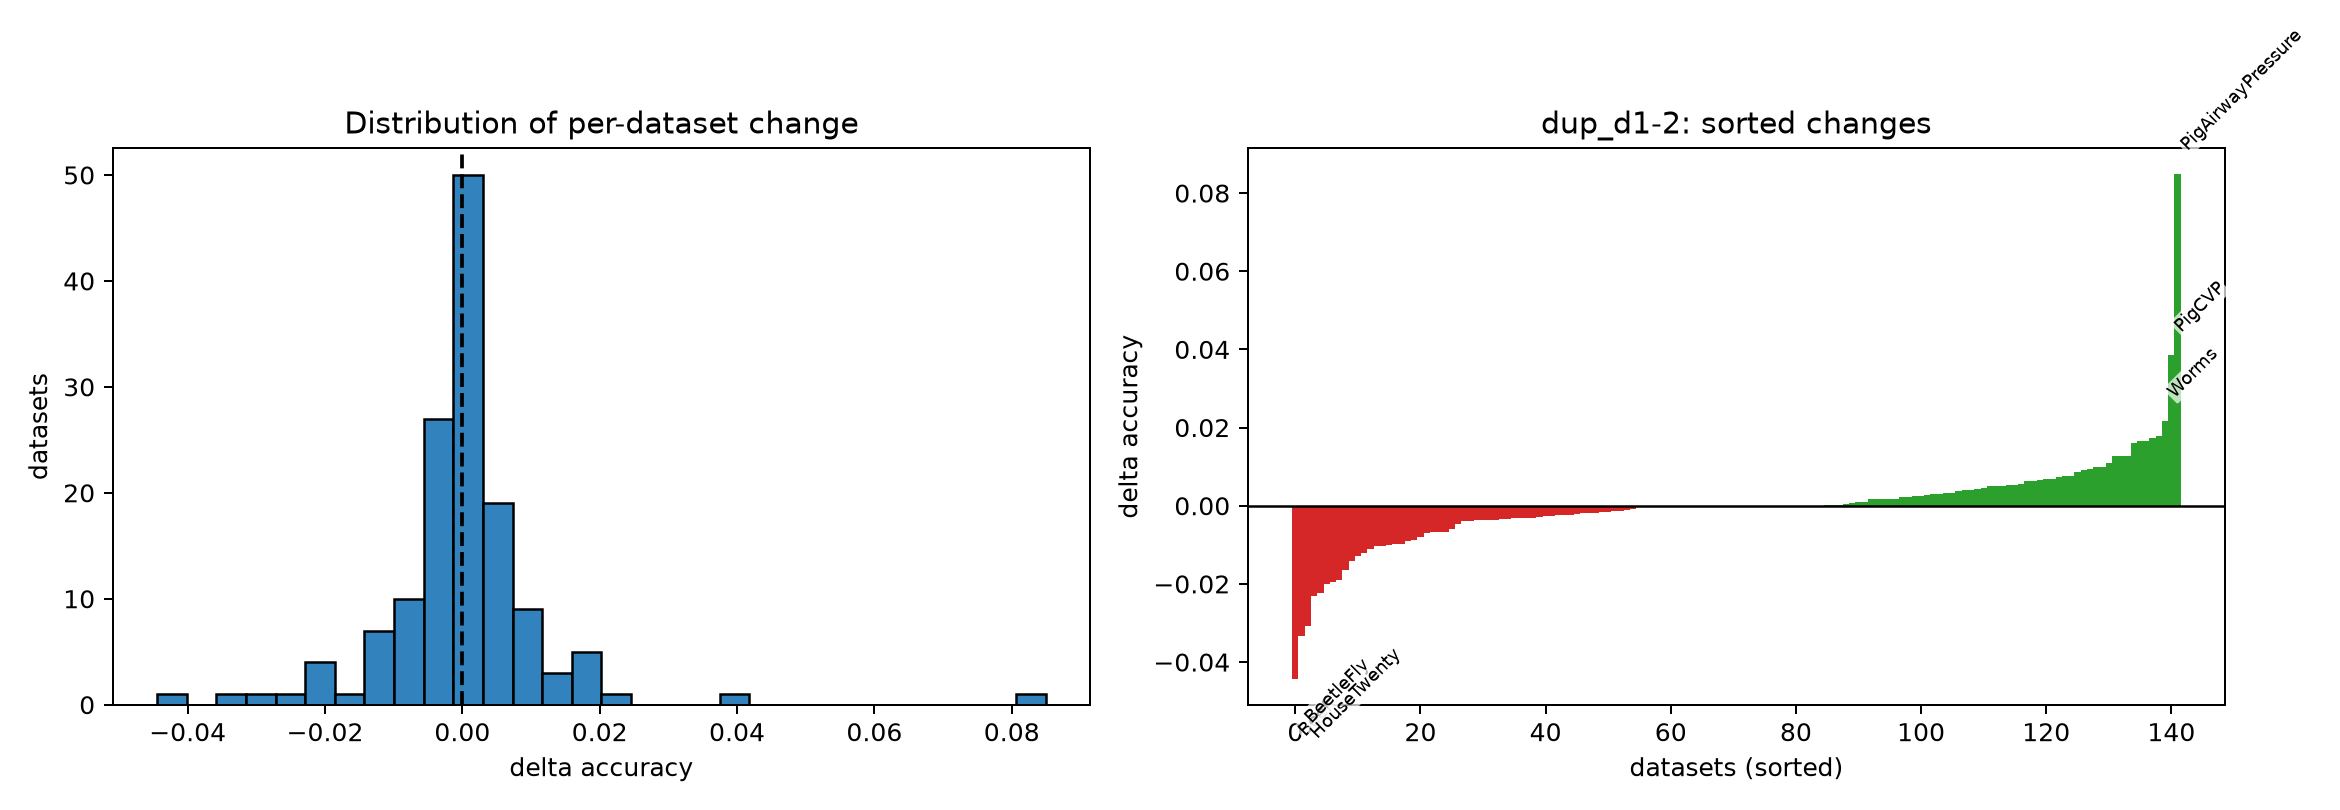 Distribution of per-dataset change
datasets
50
40
30
20
10
0
−0.04
−0.02
0.00
0.02
0.04
0.06
0.08
delta accuracy
dup_d1-2: sorted changes
delta accuracy
0.08
0.06
0.04
0.02
0.00
−0.02
−0.04
PigAirwayPressure
PigCVP
Worms
BeetleFly
HouseTwenty
0
20
40
60
80
100
120
140
datasets (sorted)